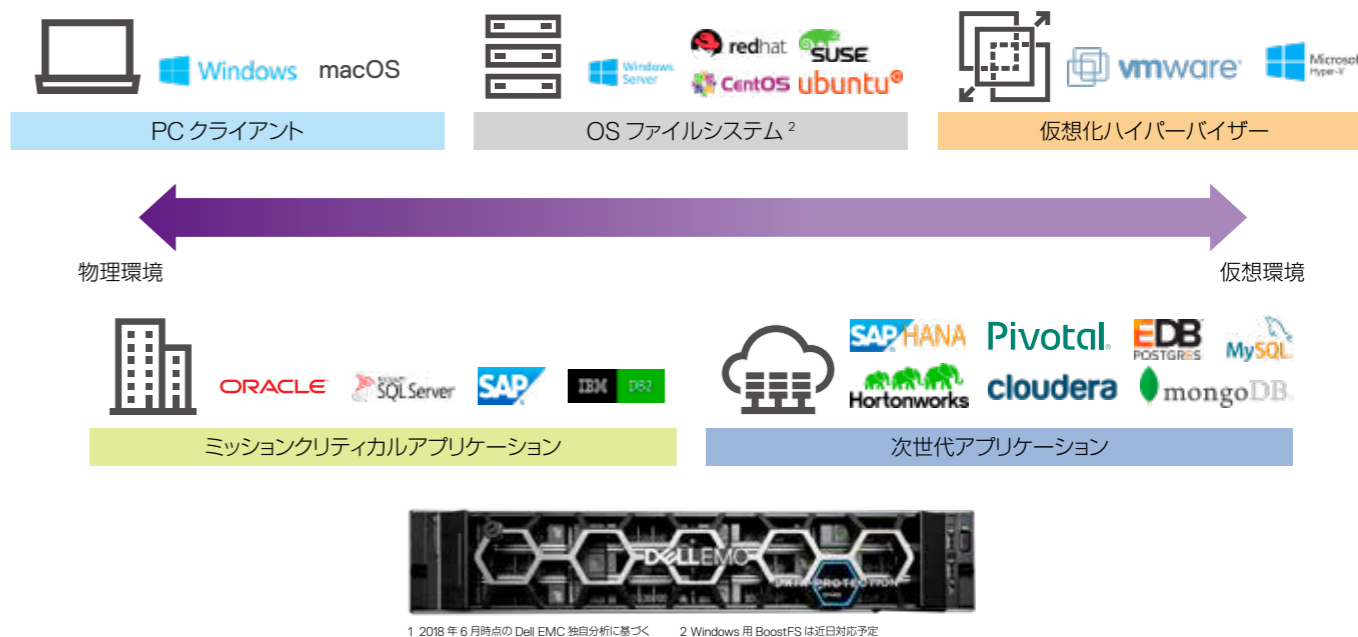 Windows macOS
Windows Server
redhat
SUSE
CentOS ubuntu
vmware
Microsoft Hyper-V
PC クライアント
OS ファイルシステム 2
仮想化ハイパーバイザー
物理環境
仮想環境
ORACLE
SQL Server
SAP
IBM DB2
SAP HANA
Pivotal.
EDB POSTGRES
MySQL
Hortonworks
cloudera
mongoDB.
ミッションクリティカルアプリケーション
次世代アプリケーション
DELLEMC
DATA PROTECTION
1 2018 年 6 月時点の Dell EMC 独自分析に基づく
2 Windows 用 BoostFS は近日対応予定